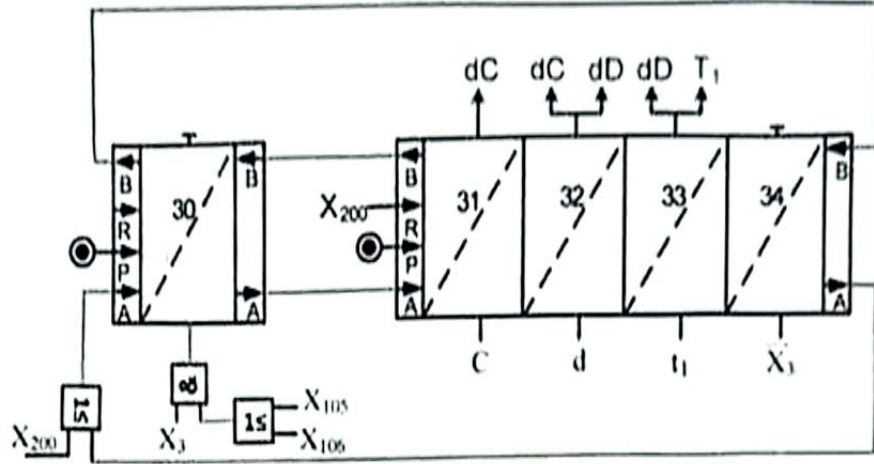 dC dC dD dD T₁
B B B B
30 31 32 33 34
X₂₀₀
R R
P P
A A A A
C d t₁ X₃
&
≥1 X₂₀₀
X₃ ≥1 X₁₀₅
X₁₀₆